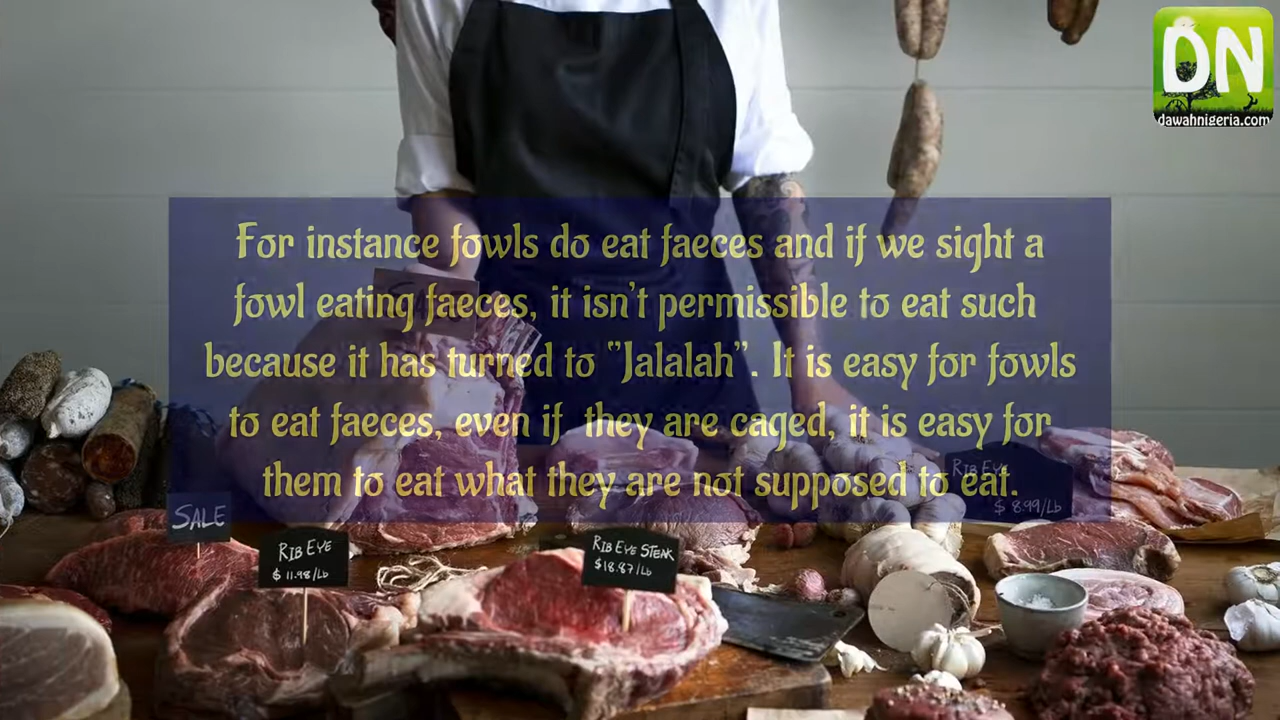 DN
dawahnigeria.com
For instance fowls do eat faeces and if we sight a
fowl eating faeces, it isn't permissible to eat such
because it has turned to "Jalalah". It is easy for fowls
to eat faeces, even if they are caged, it is easy for
them to eat what they are not supposed to eat.
RIB EYE
$ 8.99/Lb
SALE
RIB EYE
$ 11.98/Lb
RIB EYE STEAK
$18.87/Lb